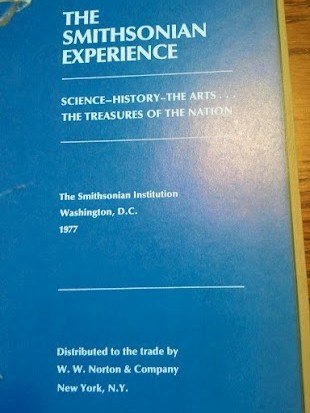 THE
SMITHSONIAN
EXPERIENCE
SCIENCE–HISTORY–THE ARTS . . .
THE TREASURES OF THE NATION
The Smithsonian Institution
Washington, D.C.
1977
Distributed to the trade by
W. W. Norton & Company
New York, N.Y.